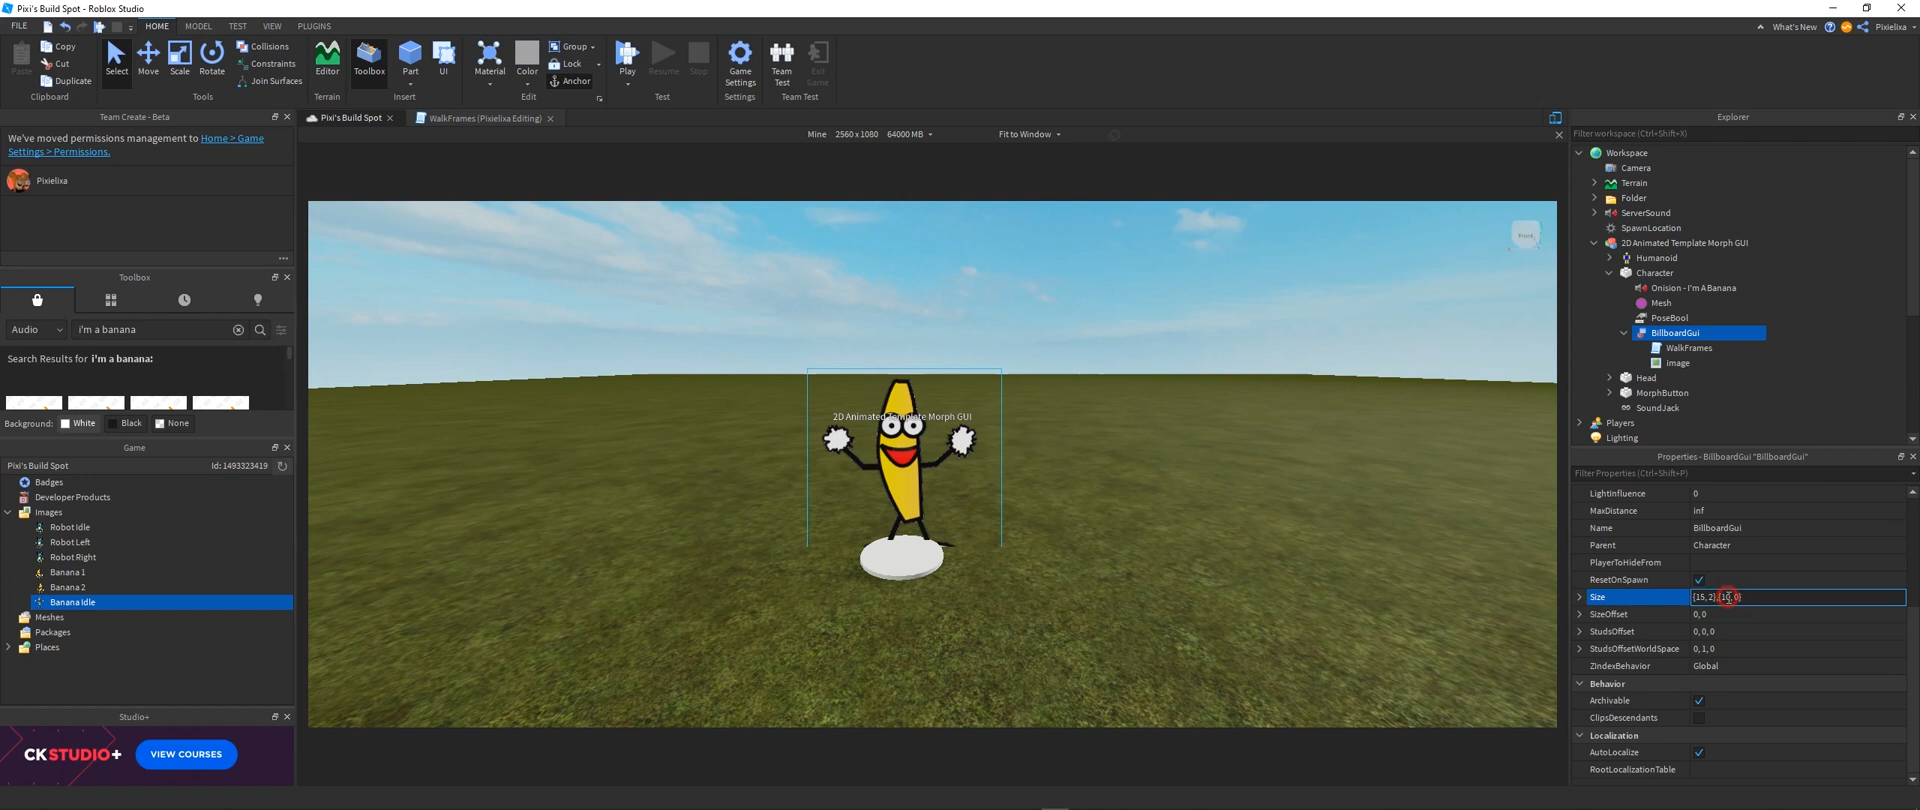 Pixi's Build Spot - Roblox Studio
FILE HOME MODEL TEST VIEW PLUGINS
What's New Pixielixa
Paste Copy Cut Duplicate Clipboard
Select Move Scale Rotate Tools
Collisions
Constraints
Join Surfaces
Editor Terrain
Toolbox Part UI Insert
Material Color Edit
Group
Lock
Anchor
Play Resume Stop Test
Game Settings Settings
Team Test Exit Game Team Test
Team Create - Beta
We've moved permissions management to Home > Game
Settings > Permissions.
Pixielixa
Toolbox
Audio i'm a banana
Search Results for i'm a banana:
Background: White Black None
Game
Pixi's Build Spot Id: 1493323419
Badges
Developer Products
Images
Robot Idle
Robot Left
Robot Right
Banana 1
Banana 2
Banana Idle
Meshes
Packages
Places
Studio+
CKSTUDIO+ VIEW COURSES
Pixi's Build Spot WalkFrames (Pixielixa Editing)
Mine 2560 x 1080 64000 MB Fit to Window
2D Animated Template Morph GUI
Explorer
Filter workspace (Ctrl+Shift+X)
Workspace
Camera
Terrain
Folder
ServerSound
SpawnLocation
2D Animated Template Morph GUI
Humanoid
Character
Onision - I'm A Banana
Mesh
PoseBool
BillboardGui
WalkFrames
image
Head
MorphButton
SoundJack
Players
Lighting
Properties - BillboardGui "BillboardGui"
Filter Properties (Ctrl+Shift+P)
LightInfluence 0
MaxDistance inf
Name BillboardGui
Parent Character
PlayerToHideFrom
ResetOnSpawn
Size {15, 2},{10, 0}
SizeOffset 0, 0
StudsOffset 0, 0, 0
StudsOffsetWorldSpace 0, 1, 0
ZIndexBehavior Global
Behavior
Archivable
ClipsDescendants
Localization
AutoLocalize
RootLocalizationTable